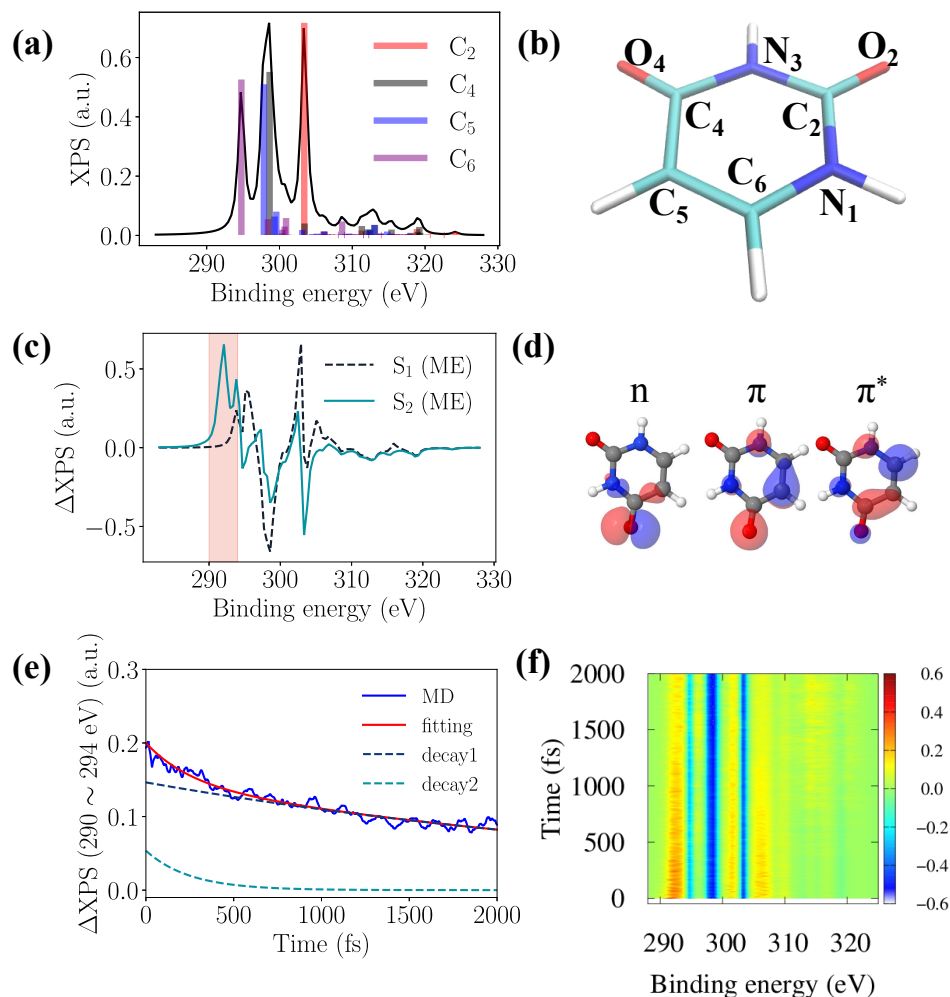 (a)
XPS (a.u.)
0.6
0.4
0.2
0.0
C₂
C₄
C₅
C₆
290 300 310 320 330
Binding energy (eV)
(b)
O₄ N₃ O₂
C₄ C₂
C₆
C₅ N₁
(c)
ΔXPS (a.u.)
0.5
0.0
−0.5
S₁ (ME)
S₂ (ME)
290 300 310 320 330
Binding energy (eV)
(d)
n π π*
(e)
ΔXPS (290 ∼ 294 eV) (a.u.)
0.3
0.2
0.1
0.0
MD
fitting
decay1
decay2
0 500 1000 1500 2000
Time (fs)
(f)
Time (fs)
2000
1500
1000
500
0
0.6
0.4
0.2
0.0
−0.2
−0.4
−0.6
290 300 310 320
Binding energy (eV)